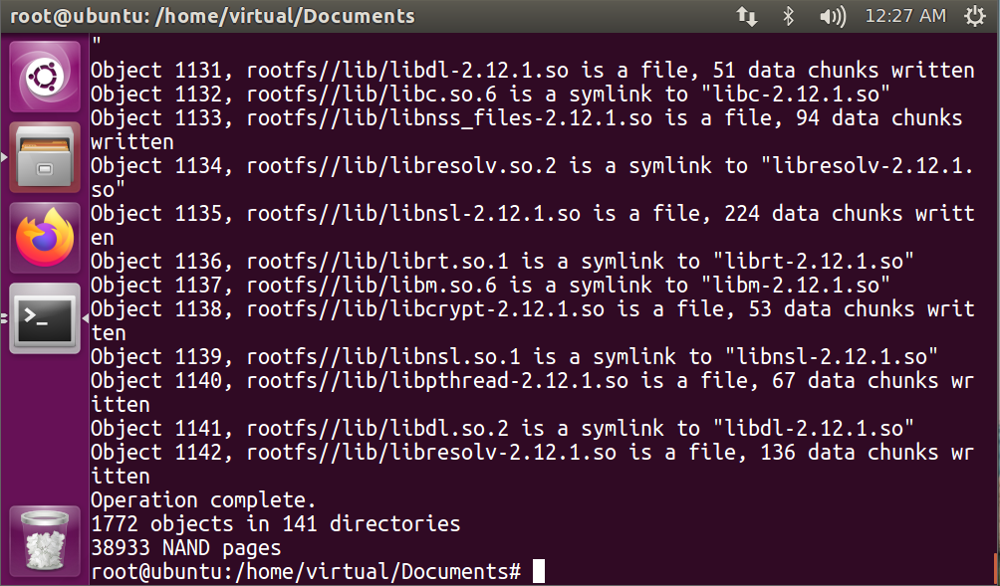 root@ubuntu: /home/virtual/Documents
12:27 AM
"
Object 1131, rootfs//lib/libdl-2.12.1.so is a file, 51 data chunks written
Object 1132, rootfs//lib/libc.so.6 is a symlink to "libc-2.12.1.so"
Object 1133, rootfs//lib/libnss_files-2.12.1.so is a file, 94 data chunks
written
Object 1134, rootfs//lib/libresolv.so.2 is a symlink to "libresolv-2.12.1.
so"
Object 1135, rootfs//lib/libnsl-2.12.1.so is a file, 224 data chunks writt
en
Object 1136, rootfs//lib/librt.so.1 is a symlink to "librt-2.12.1.so"
Object 1137, rootfs//lib/libm.so.6 is a symlink to "libm-2.12.1.so"
Object 1138, rootfs//lib/libcrypt-2.12.1.so is a file, 53 data chunks writ
ten
Object 1139, rootfs//lib/libnsl.so.1 is a symlink to "libnsl-2.12.1.so"
Object 1140, rootfs//lib/libpthread-2.12.1.so is a file, 67 data chunks wr
itten
Object 1141, rootfs//lib/libdl.so.2 is a symlink to "libdl-2.12.1.so"
Object 1142, rootfs//lib/libresolv-2.12.1.so is a file, 136 data chunks wr
itten
Operation complete.
1772 objects in 141 directories
38933 NAND pages
root@ubuntu:/home/virtual/Documents#